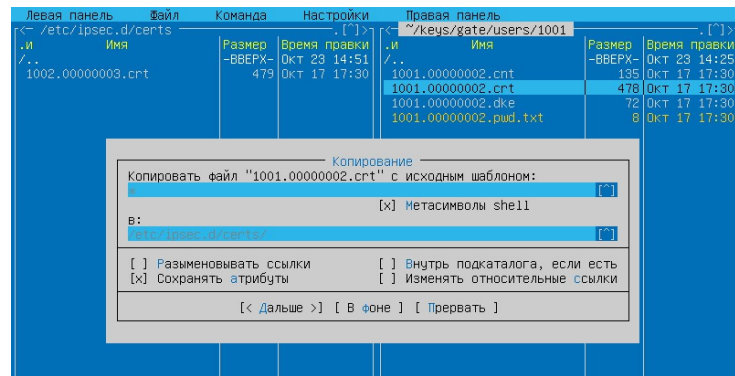 Левая панель Файл Команда Настройки Правая панель
<— /etc/ipsec.d/certs .[^]> <— ~/keys/gate/users/1001 .[^]>
.и Имя Размер Время правки .и Имя Размер Время правки
/.. -ВВЕРХ- Окт 23 14:51 /.. -ВВЕРХ- Окт 23 14:25
1002.00000003.crt 479 Окт 17 17:30 1001.00000002.cnt 135 Окт 17 17:30
1001.00000002.crt 478 Окт 17 17:30
1001.00000002.dke 72 Окт 17 17:30
1001.00000002.pwd.txt 8 Окт 17 17:30
Копирование
Копировать файл "1001.00000002.crt" с исходным шаблоном:
* [^]
[x] Метасимволы shell
в:
/etc/ipsec.d/certs/ [^]
[ ] Разыменовывать ссылки [ ] Внутрь подкаталога, если есть
[x] Сохранять атрибуты [ ] Изменять относительные ссылки
[< Дальше >] [ В фоне ] [ Прервать ]